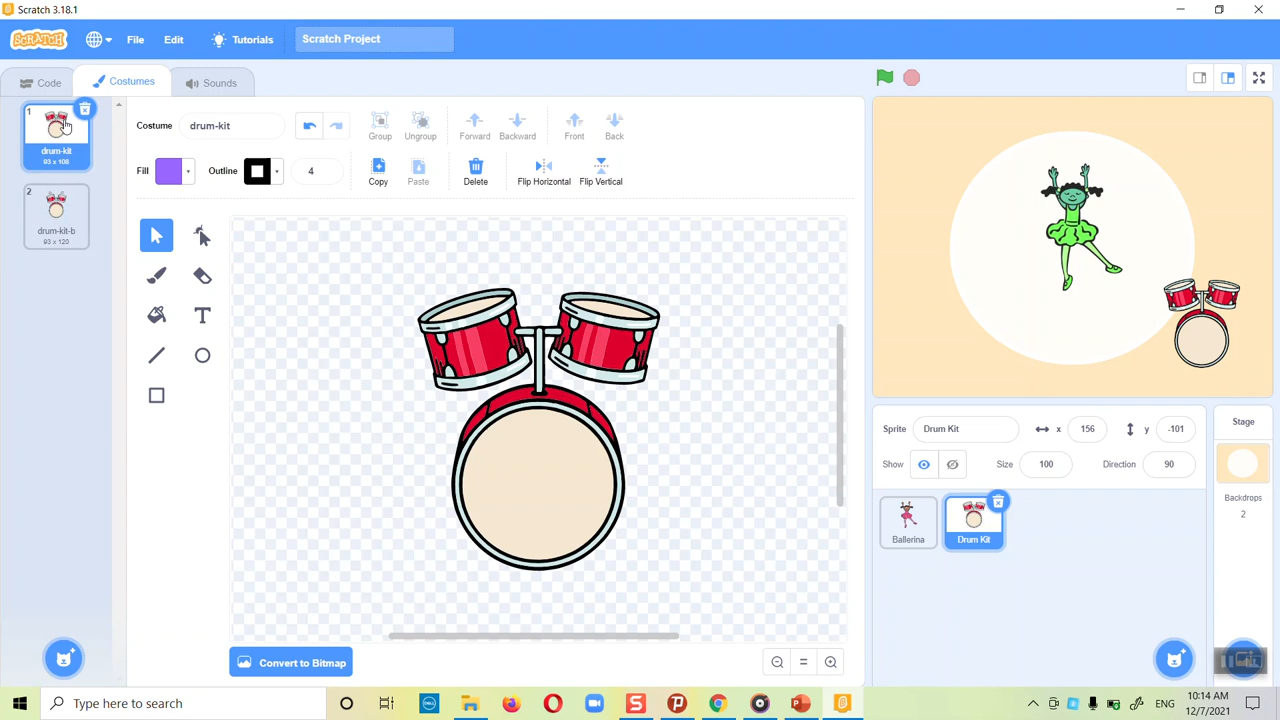 Scratch 3.18.1
SCRATCH File Edit Tutorials Scratch Project
Code Costumes Sounds
1
drum-kit
93 x 108
2
drum-kit-b
93 x 120
Costume drum-kit Group Ungroup Forward Backward Front Back
Fill Outline 4 Copy Paste Delete Flip Horizontal Flip Vertical
T
Convert to Bitmap
Sprite Drum Kit x 156 y -101
Show Size 100 Direction 90
Ballerina
Drum Kit
Stage
Backdrops
2
Type here to search
ENG
10:14 AM
12/7/2021